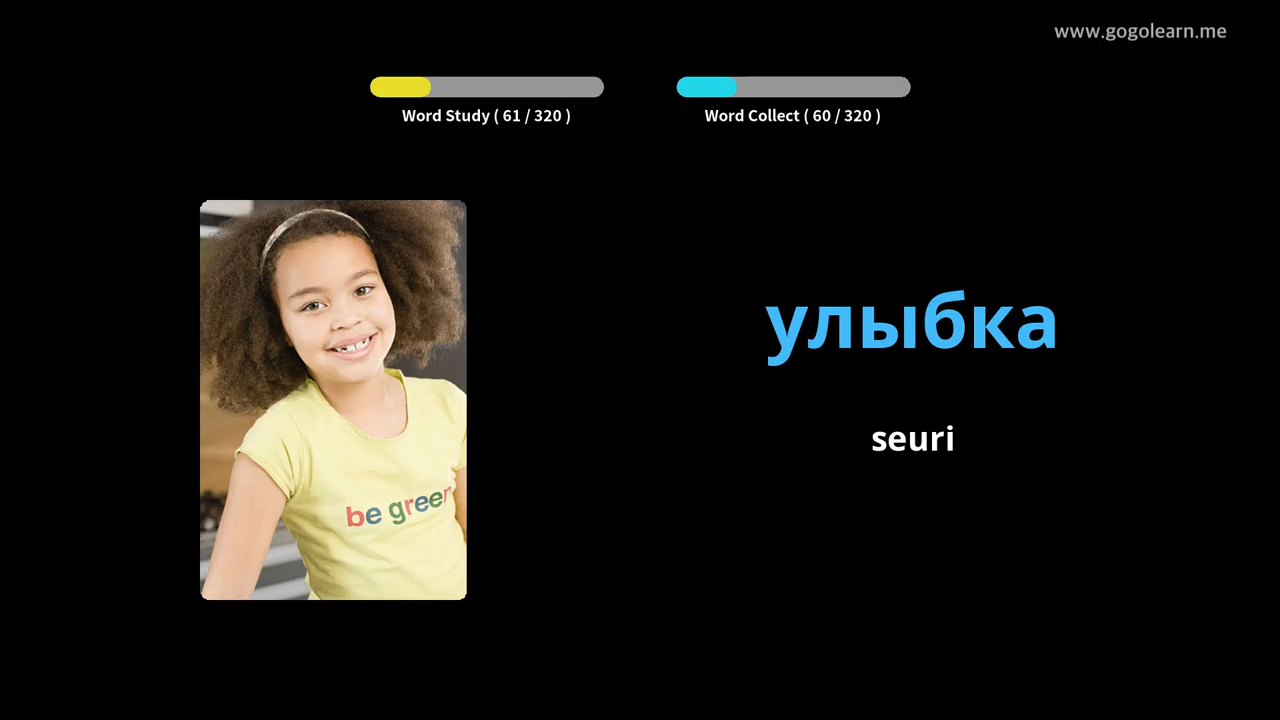 www.gogolearn.me
Word Study ( 61 / 320 )
Word Collect ( 60 / 320 )
улыбка
seuri
be green